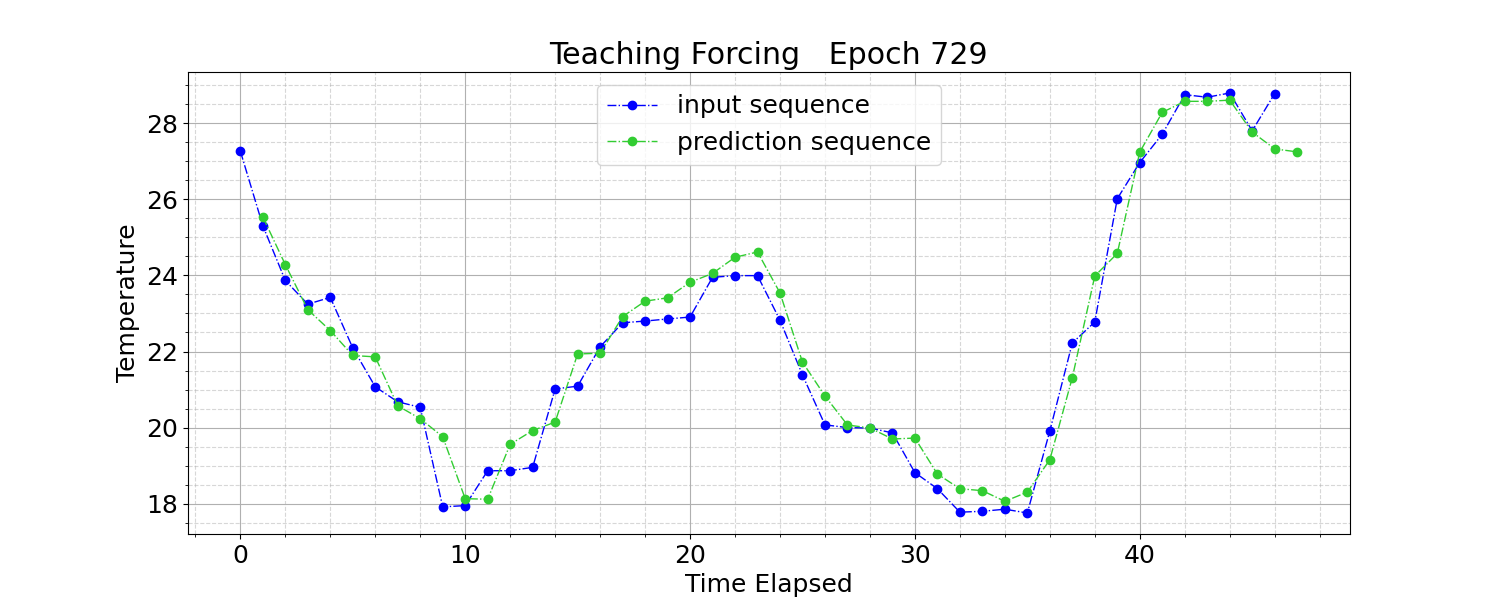 Teaching Forcing   Epoch 729
input sequence
prediction sequence
28
26
24
22
20
18
Temperature
0 10 20 30 40
Time Elapsed